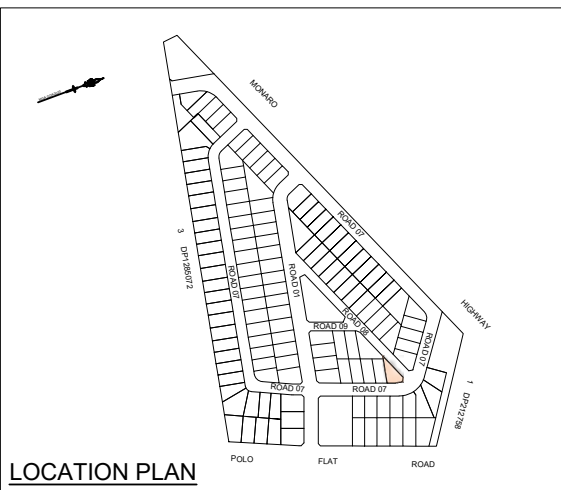 MONARO
HIGHWAY
ROAD 07
3 DP1285072
ROAD 07
ROAD 01
ROAD 08
ROAD 09
ROAD 07
ROAD 07
ROAD 07
1 DP212758
POLO FLAT ROAD
LOCATION PLAN